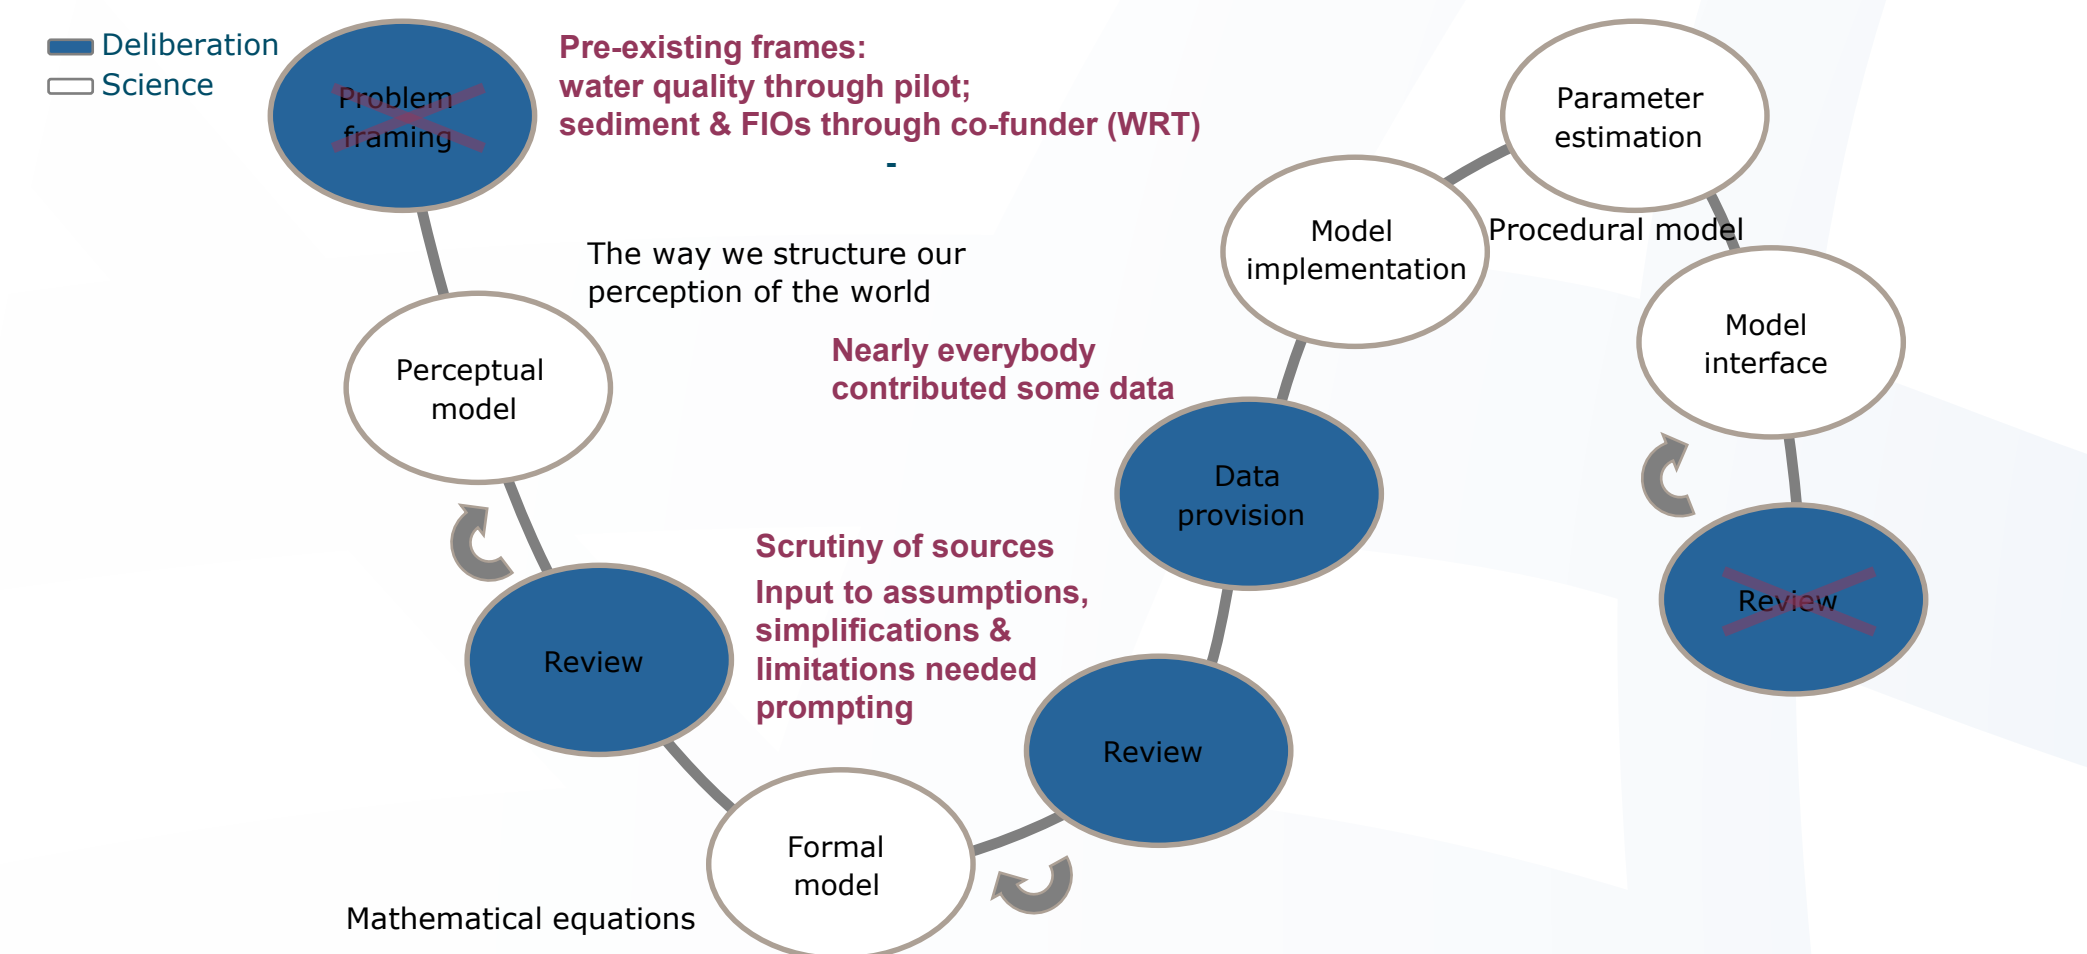 Deliberation
Science
Problem
framing
Pre-existing frames:
water quality through pilot;
sediment & FIOs through co-funder (WRT)
-
The way we structure our
perception of the world
Perceptual
model
Nearly everybody
contributed some data
Review
Scrutiny of sources
Input to assumptions,
simplifications &
limitations needed
prompting
Formal
model
Mathematical equations
Review
Data
provision
Model
implementation
Parameter
estimation
Procedural model
Model
interface
Review